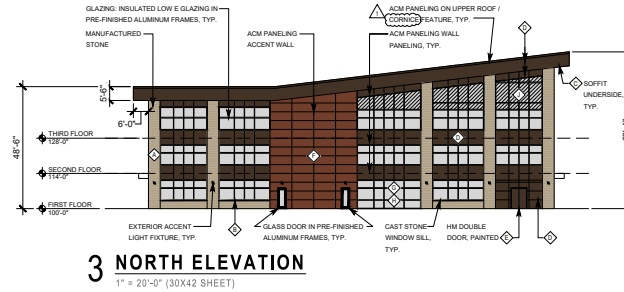 GLAZING: INSULATED LOW E GLAZING IN
PRE-FINISHED ALUMINUM FRAMES, TYP.
MANUFACTURED
STONE
ACM PANELING
ACCENT WALL
1
ACM PANELING ON UPPER ROOF /
CORNICE FEATURE, TYP.
ACM PANELING WALL
PANELING, TYP.
D
C
SOFFIT
UNDERSIDE,
TYP.
5'-6"
6'-0"
48'-6"
THIRD FLOOR
128'-0"
SECOND FLOOR
114'-0"
FIRST FLOOR
100'-0"
A
F
J
G
H
B
E
D
EXTERIOR ACCENT
LIGHT FIXTURE, TYP.
GLASS DOOR IN PRE-FINISHED
ALUMINUM FRAMES, TYP.
CAST STONE
WINDOW SILL,
TYP.
HM DOUBLE
DOOR, PAINTED
3 NORTH ELEVATION
1" = 20'-0" (30X42 SHEET)